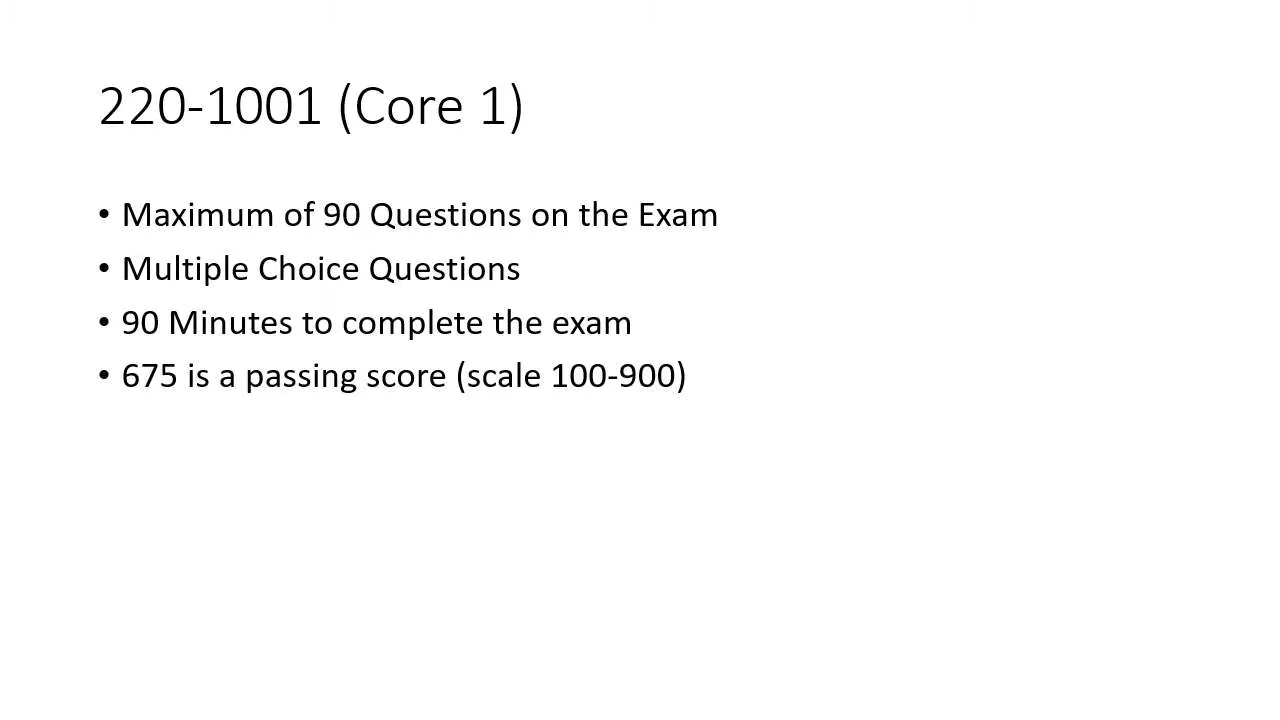 220-1001 (Core 1)
• Maximum of 90 Questions on the Exam
• Multiple Choice Questions
• 90 Minutes to complete the exam
• 675 is a passing score (scale 100-900)